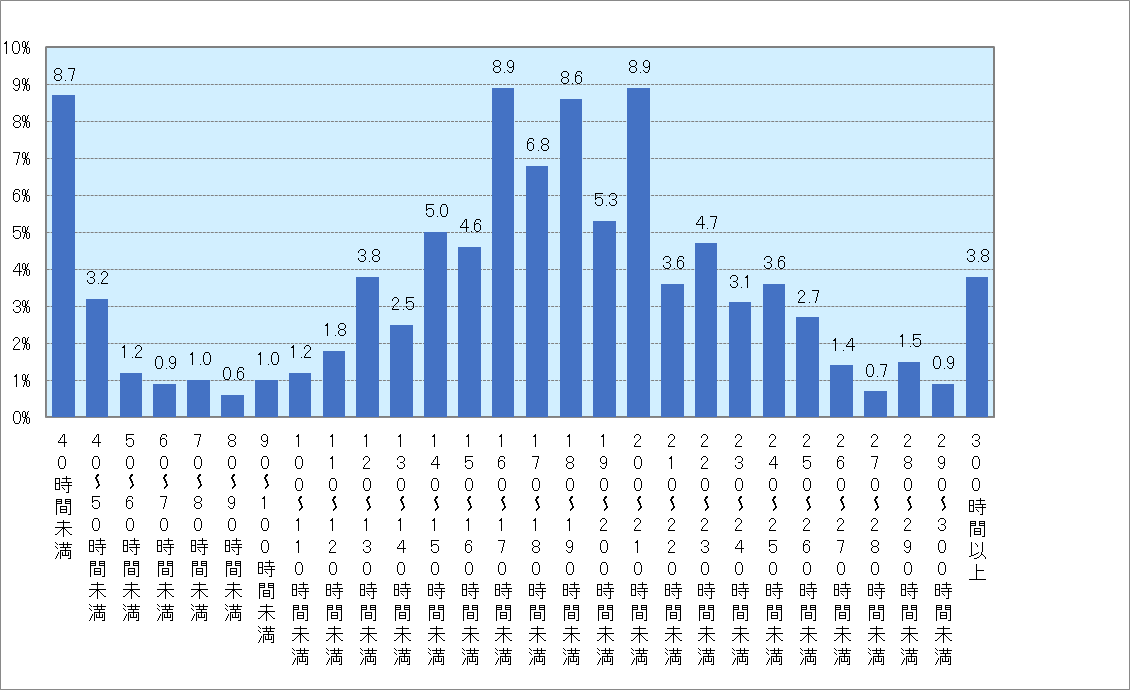 10%
9%
8%
7%
6%
5%
4%
3%
2%
1%
0%
8.7
3.2
1.2
0.9
1.0
0.6
1.0
1.2
1.8
3.8
2.5
5.0
4.6
8.9
6.8
8.6
5.3
8.9
3.6
4.7
3.1
3.6
2.7
1.4
0.7
1.5
0.9
3.8
40時間未満
40〜50時間未満
50〜60時間未満
60〜70時間未満
70〜80時間未満
80〜90時間未満
90〜100時間未満
100〜110時間未満
110〜120時間未満
120〜130時間未満
130〜140時間未満
140〜150時間未満
150〜160時間未満
160〜170時間未満
170〜180時間未満
180〜190時間未満
190〜200時間未満
200〜210時間未満
210〜220時間未満
220〜230時間未満
230〜240時間未満
240〜250時間未満
250〜260時間未満
260〜270時間未満
270〜280時間未満
280〜290時間未満
290〜300時間未満
300時間以上